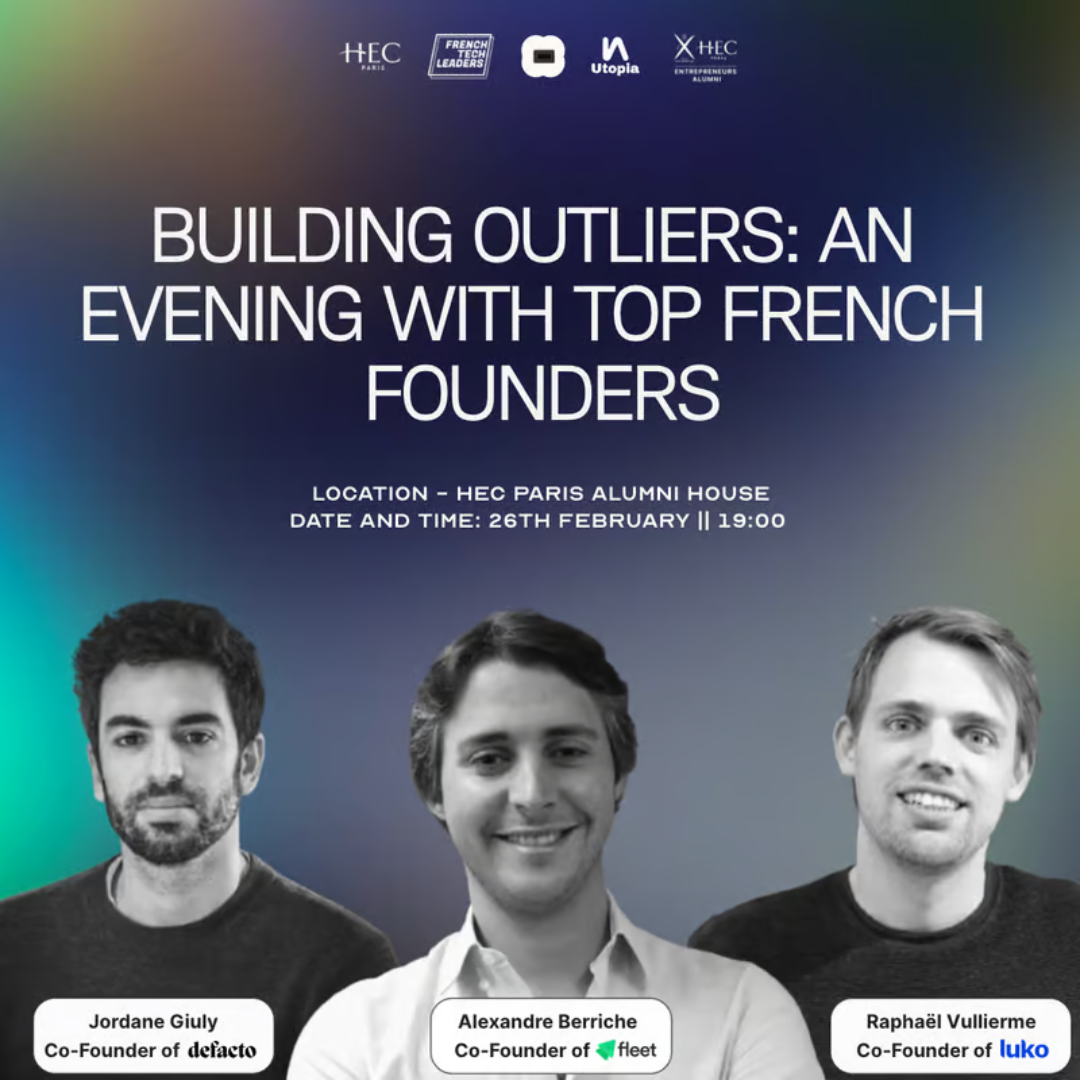 HEC
PARIS
FRENCH
TECH
LEADERS
Utopia
HEC
PARIS
ENTREPRENEURS
ALUMNI
BUILDING OUTLIERS: AN
EVENING WITH TOP FRENCH
FOUNDERS
LOCATION – HEC PARIS ALUMNI HOUSE
DATE AND TIME: 26TH FEBRUARY || 19:00
Jordane Giuly
Co-Founder of defacto
Alexandre Berriche
Co-Founder of fleet
Raphaël Vullierme
Co-Founder of luko